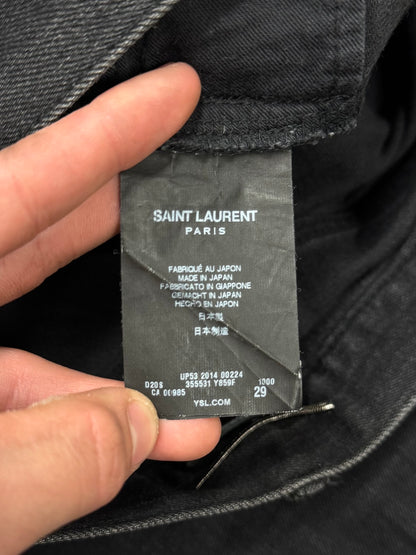 SAINT LAURENT
PARIS
FABRIQUÉ AU JAPON
MADE IN JAPAN
FABBRICATO IN GIAPPONE
GEMACHT IN JAPAN
HECHO EN JAPON
日本製
日本制造
UP53 2014 00224
D20S 355531 Y859F 1000
CA 00985 29
YSL.COM